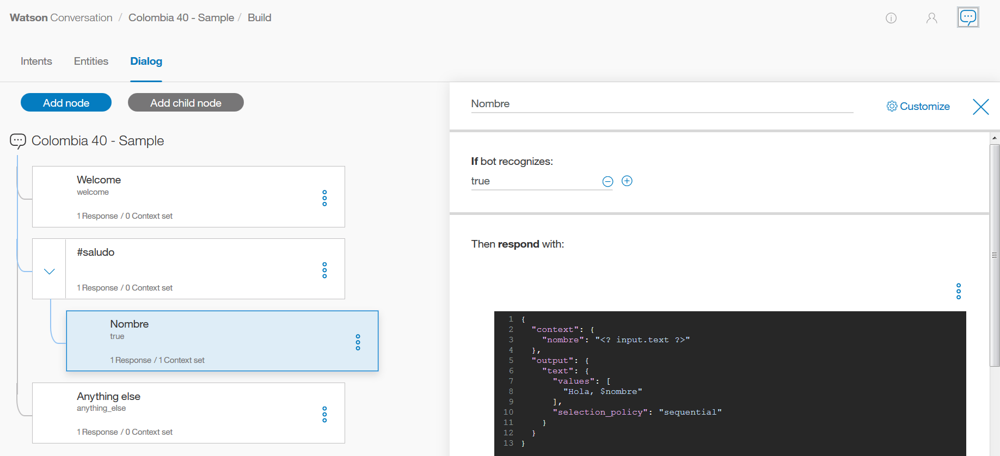 Watson Conversation / Colombia 40 - Sample / Build
Intents Entities Dialog
Add node Add child node
Colombia 40 - Sample
Welcome
welcome
1 Response / 0 Context set
#saludo
1 Response / 0 Context set
Nombre
true
1 Response / 1 Context set
Anything else
anything_else
1 Response / 0 Context set
Nombre
Customize
If bot recognizes:
true
Then respond with:
1 {
2 "context": {
3 "nombre": "<? input.text ?>"
4 },
5 "output": {
6 "text": {
7 "values": [
8 "Hola, $nombre"
9 ],
10 "selection_policy": "sequential"
11 }
12 }
13 }